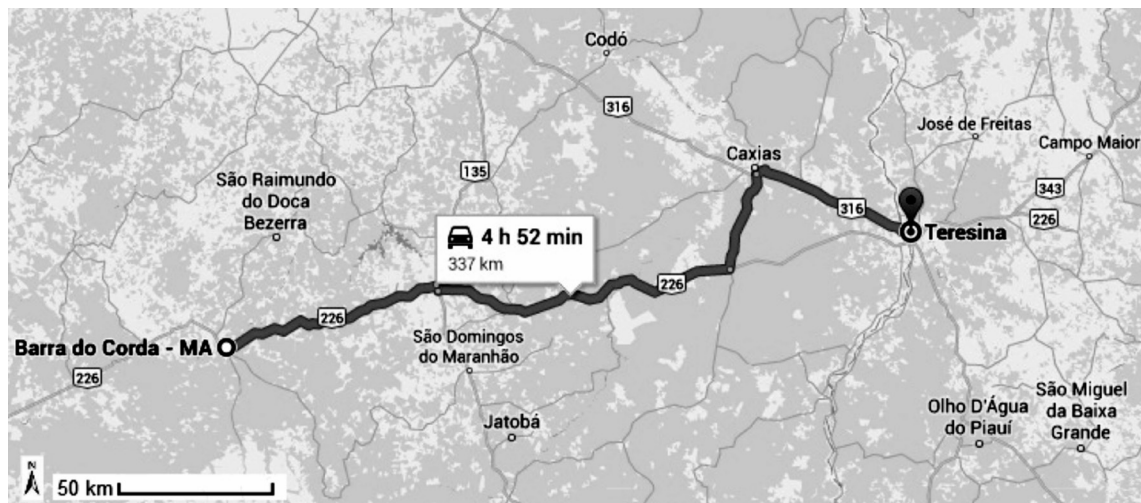 Codó
316
José de Freitas
Campo Maior
Caxias
135
São Raimundo
do Doca
Bezerra
343
226
316
Teresina
4 h 52 min
337 km
226
226
São Domingos
do Maranhão
Barra do Corda - MA
226
São Miguel
da Baixa
Grande
Olho D'Água
do Piauí
Jatobá
N
50 km